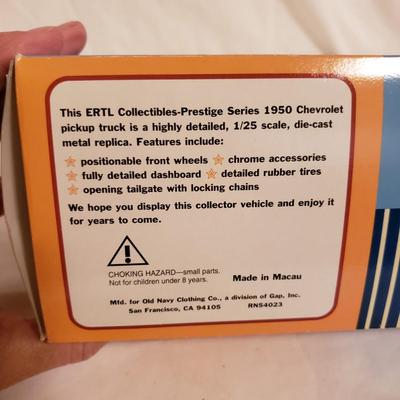 This ERTL Collectibles-Prestige Series 1950 Chevrolet
pickup truck is a highly detailed, 1/25 scale, die-cast
metal replica. Features include:
positionable front wheels chrome accessories
fully detailed dashboard detailed rubber tires
opening tailgate with locking chains
We hope you display this collector vehicle and enjoy it
for years to come.
CHOKING HAZARD—small parts.
Not for children under 8 years.
Made in Macau
Mfd. for Old Navy Clothing Co., a division of Gap, Inc.
San Francisco, CA 94105 RNS4023